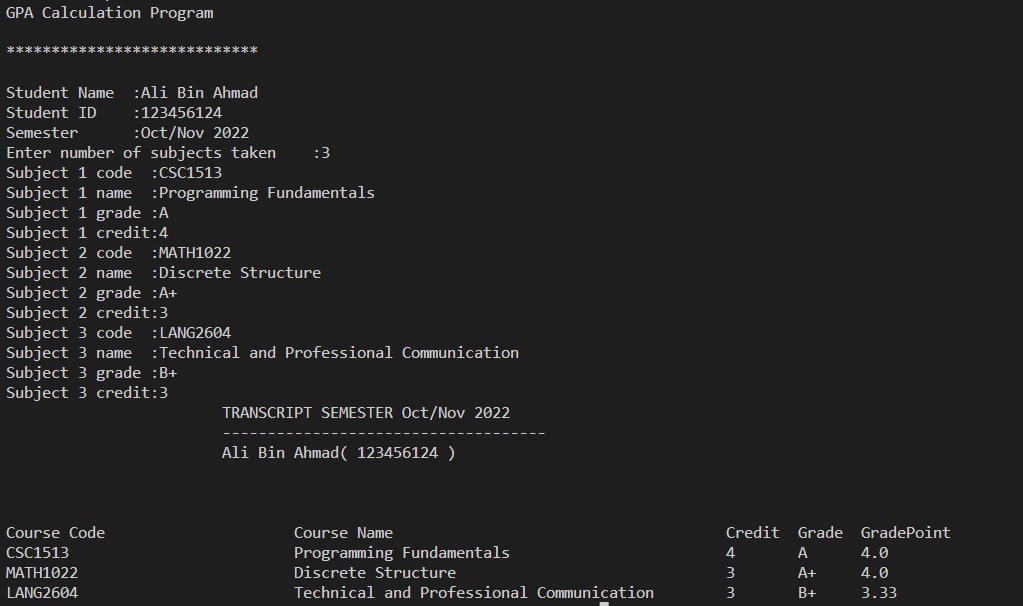 GPA Calculation Program
****************************
Student Name  :Ali Bin Ahmad
Student ID    :123456124
Semester      :Oct/Nov 2022
Enter number of subjects taken    :3
Subject 1 code  :CSC1513
Subject 1 name  :Programming Fundamentals
Subject 1 grade :A
Subject 1 credit:4
Subject 2 code  :MATH1022
Subject 2 name  :Discrete Structure
Subject 2 grade :A+
Subject 2 credit:3
Subject 3 code  :LANG2604
Subject 3 name  :Technical and Professional Communication
Subject 3 grade :B+
Subject 3 credit:3
TRANSCRIPT SEMESTER Oct/Nov 2022
------------------------------------
Ali Bin Ahmad( 123456124 )
Course Code                     Course Name                                     Credit  Grade  GradePoint
CSC1513                         Programming Fundamentals                        4       A      4.0
MATH1022                        Discrete Structure                              3       A+     4.0
LANG2604                        Technical and Professional Communication        3       B+     3.33